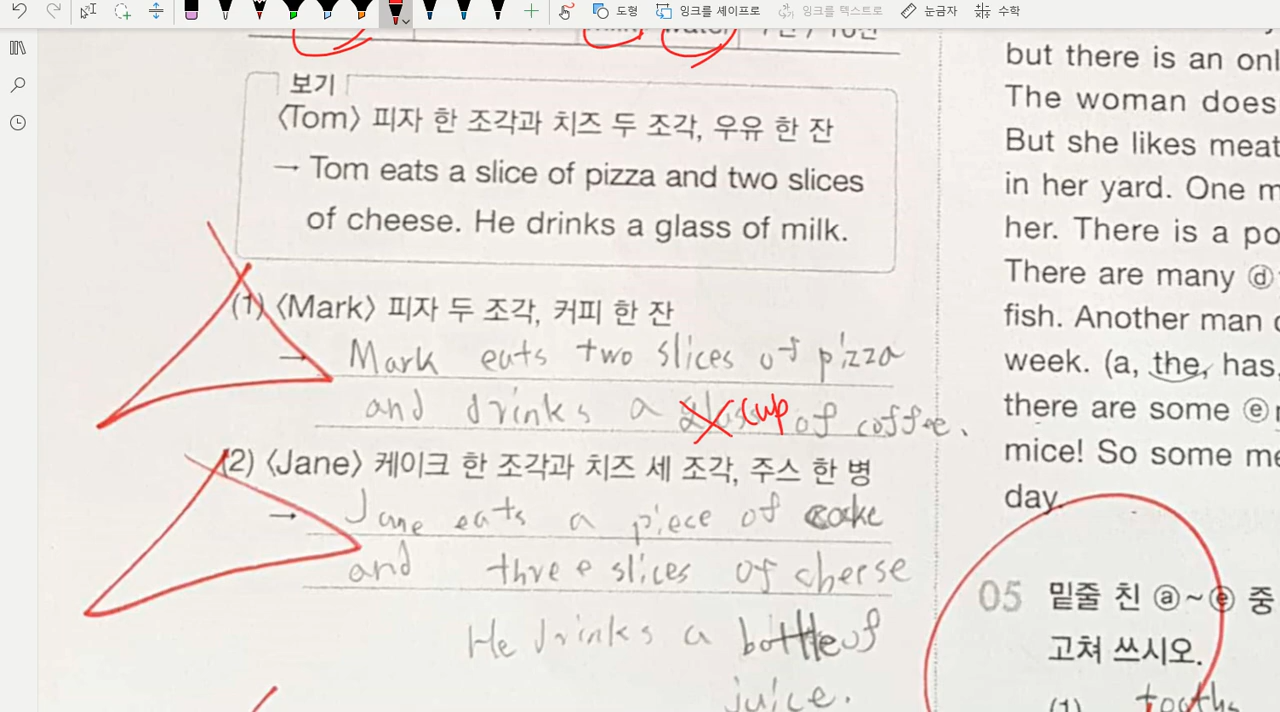 도형
잉크를 셰이프로
잉크를 텍스트로
눈금자
수학
보기
〈Tom〉 피자 한 조각과 치즈 두 조각, 우유 한 잔
→ Tom eats a slice of pizza and two slices
of cheese. He drinks a glass of milk.
(1) 〈Mark〉 피자 두 조각, 커피 한 잔
→ Mark eats two slices of pizza
and drinks a glass cup of coffee.
(2) 〈Jane〉 케이크 한 조각과 치즈 세 조각, 주스 한 병
→ Jane eats a piece of cake
and three slices of cheese
He drinks a bottle of
juice.
but there is an onl
The woman does
But she likes meat
in her yard. One m
her. There is a po
There are many ⓓ
fish. Another man
week. (a, the, has,
there are some ⓔ
mice! So some me
day.
05 밑줄 친 ⓐ~ⓔ 중
고쳐 쓰시오.
(1) tooths